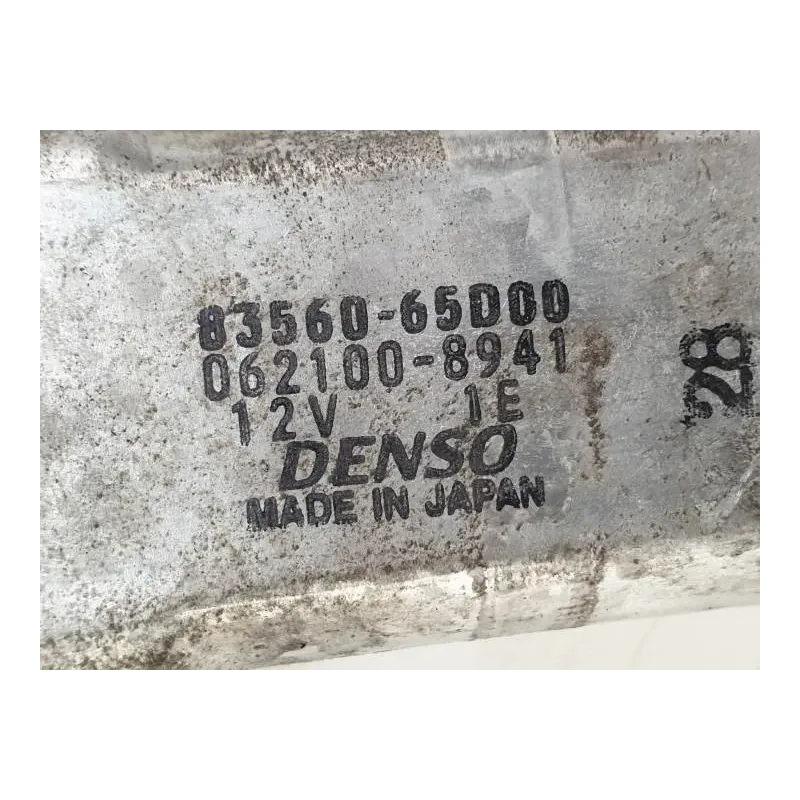 83560-65D00
062100-8941
12V 1E
DENSO
MADE IN JAPAN
28